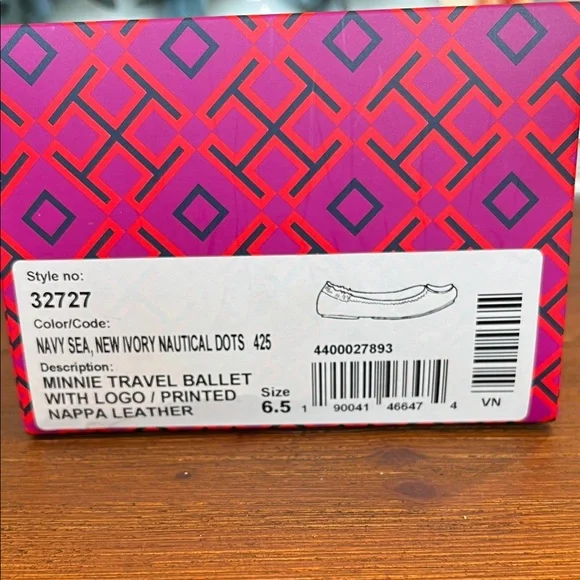 Style no:
32727
Color/Code:
NAVY SEA, NEW IVORY NAUTICAL DOTS 425
Description:
MINNIE TRAVEL BALLET
WITH LOGO / PRINTED
NAPPA LEATHER
Size
6.5
4400027893
1 90041 46647 4
VN